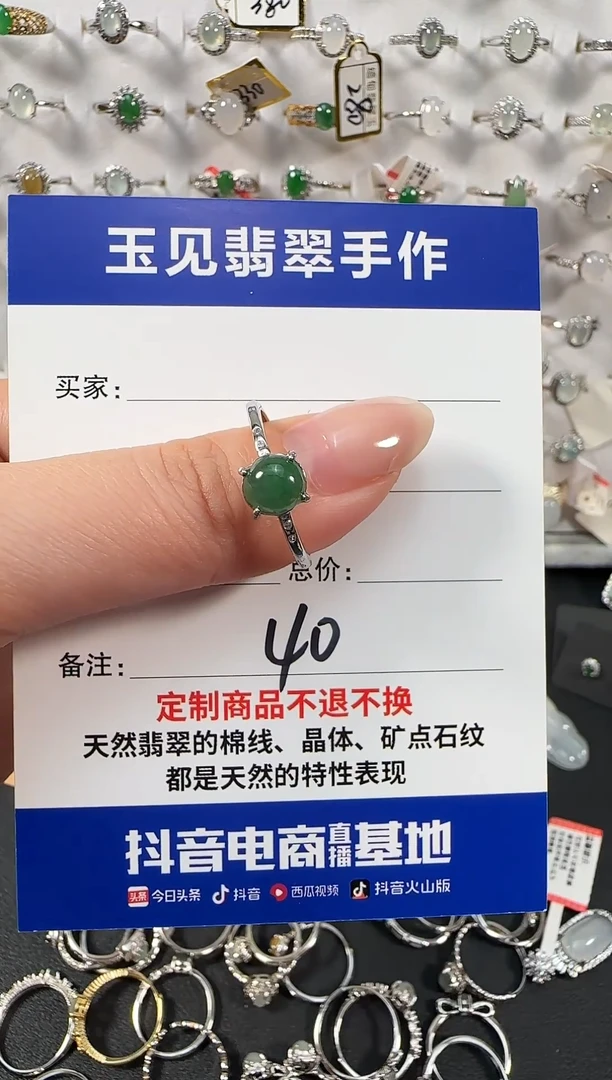 330
280
玉见翡翠手作
买家：
总价：
备注：
40
定制商品不退不换
天然翡翠的棉线、晶体、矿点石纹
都是天然的特性表现
抖音电商直播基地
头条 今日头条 抖音 西瓜视频 抖音火山版